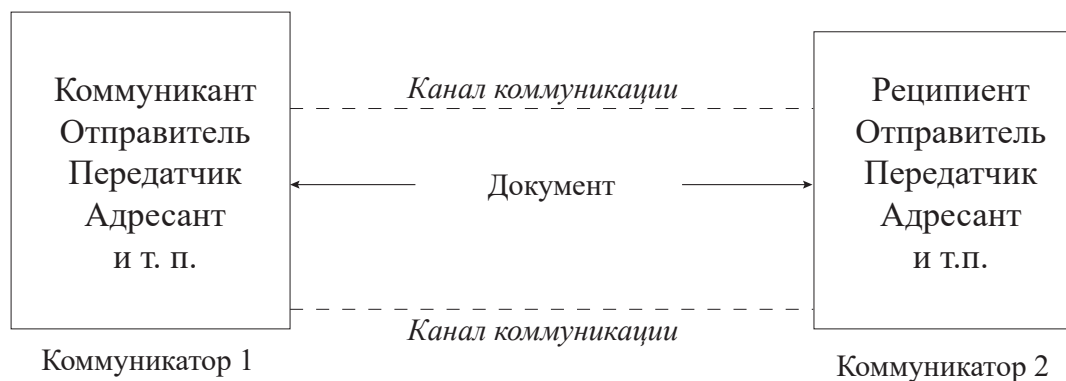 Коммуникант
Отправитель
Передатчик
Адресант
и т. п.
Коммуникатор 1
Канал коммуникации
Документ
Канал коммуникации
Реципиент
Отправитель
Передатчик
Адресант
и т.п.
Коммуникатор 2